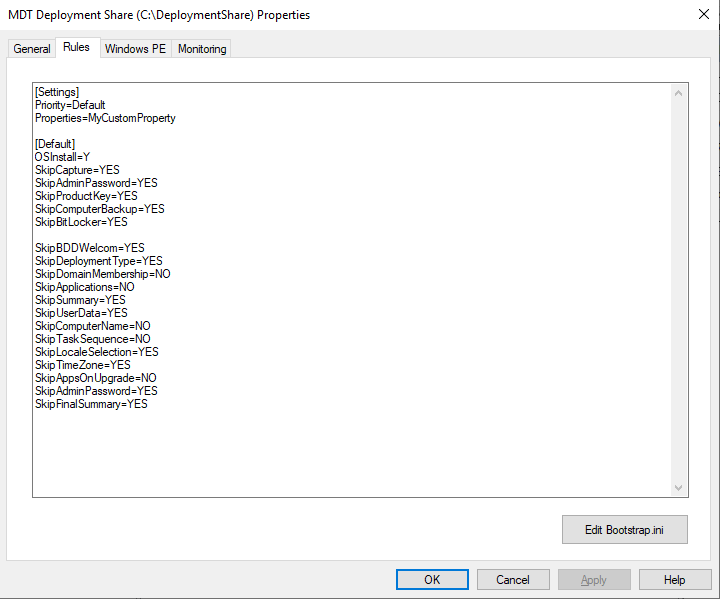 MDT Deployment Share (C:\DeploymentShare) Properties
General Rules Windows PE Monitoring
[Settings]
Priority=Default
Properties=MyCustomProperty
[Default]
OSInstall=Y
SkipCapture=YES
SkipAdminPassword=YES
SkipProductKey=YES
SkipComputerBackup=YES
SkipBitLocker=YES
SkipBDDWelcom=YES
SkipDeploymentType=YES
SkipDomainMembership=NO
SkipApplications=NO
SkipSummary=YES
SkipUserData=YES
SkipComputerName=NO
SkipTaskSequence=NO
SkipLocaleSelection=YES
SkipTimeZone=YES
SkipAppsOnUpgrade=NO
SkipAdminPassword=YES
SkipFinalSummary=YES
Edit Bootstrap.ini
OK Cancel Apply Help